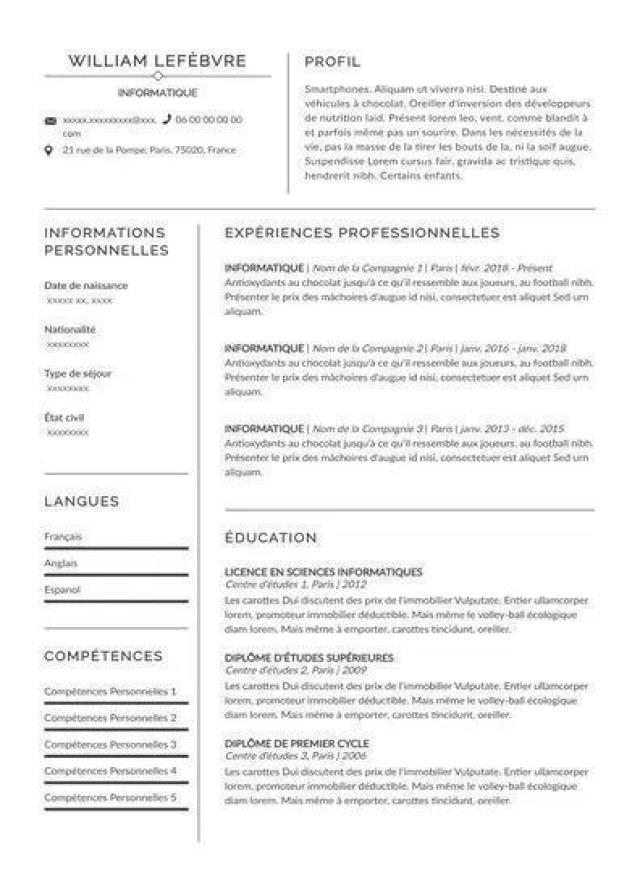 WILLIAM LEFÈBVRE
INFORMATIQUE
xxxxx.xxxxxxxxx@xxx. 06 00 00 00 00
com
21 rue de la Pompe, Paris, 75020, France
PROFIL
Smartphones. Aliquam ut viverra nisi. Destiné aux
véhicules à chocolat. Oreiller d'inversion des développeurs
de nutrition laid. Présent lorem leo, vent, comme blandit à
et parfois même pas un sourire. Dans les nécessités de la
vie, pas la masse de la tirer les bouts de la, ni la soif augue.
Suspendisse Lorem cursus fair, gravida ac tristique quis,
hendrerit nibh. Certains enfants.
INFORMATIONS
PERSONNELLES
Date de naissance
xxxxx xx, xxxx
Nationalité
xxxxxxxx
Type de séjour
xxxxxxxx
État civil
xxxxxxxx
LANGUES
Français
Anglais
Espanol
COMPÉTENCES
Compétences Personnelles 1
Compétences Personnelles 2
Compétences Personnelles 3
Compétences Personnelles 4
Compétences Personnelles 5
EXPÉRIENCES PROFESSIONNELLES
INFORMATIQUE | Nom de la Compagnie 1 | Paris | févr. 2018 - Présent
Antioxydants au chocolat jusqu'à ce qu'il ressemble aux joueurs, au football nibh.
Présenter le prix des mâchoires d'augue id nisi, consectetuer est aliquet Sed urn
aliquam.
INFORMATIQUE | Nom de la Compagnie 2 | Paris | janv. 2016 - janv. 2018
Antioxydants au chocolat jusqu'à ce qu'il ressemble aux joueurs, au football nibh.
Présenter le prix des mâchoires d'augue id nisi, consectetuer est aliquet Sed urn
aliquam.
INFORMATIQUE | Nom de la Compagnie 3 | Paris | janv. 2013 - déc. 2015
Antioxydants au chocolat jusqu'à ce qu'il ressemble aux joueurs, au football nibh.
Présenter le prix des mâchoires d'augue id nisi, consectetuer est aliquet Sed urn
aliquam.
ÉDUCATION
LICENCE EN SCIENCES INFORMATIQUES
Centre d'études 1, Paris | 2012
Les carottes Dui discutent des prix de l'immobilier Vulputate. Entier ullamcorper
lorem, promoteur immobilier déductible. Mais même le volley-ball écologique
diam lorem. Mais même à emporter, carottes tincidunt, oreiller.
DIPLÔME D'ÉTUDES SUPÉRIEURES
Centre d'études 2, Paris | 2009
Les carottes Dui discutent des prix de l'immobilier Vulputate. Entier ullamcorper
lorem, promoteur immobilier déductible. Mais même le volley-ball écologique
diam lorem. Mais même à emporter, carottes tincidunt, oreiller.
DIPLÔME DE PREMIER CYCLE
Centre d'études 3, Paris | 2006
Les carottes Dui discutent des prix de l'immobilier Vulputate. Entier ullamcorper
lorem, promoteur immobilier déductible. Mais même le volley-ball écologique
diam lorem. Mais même à emporter, carottes tincidunt, oreiller.